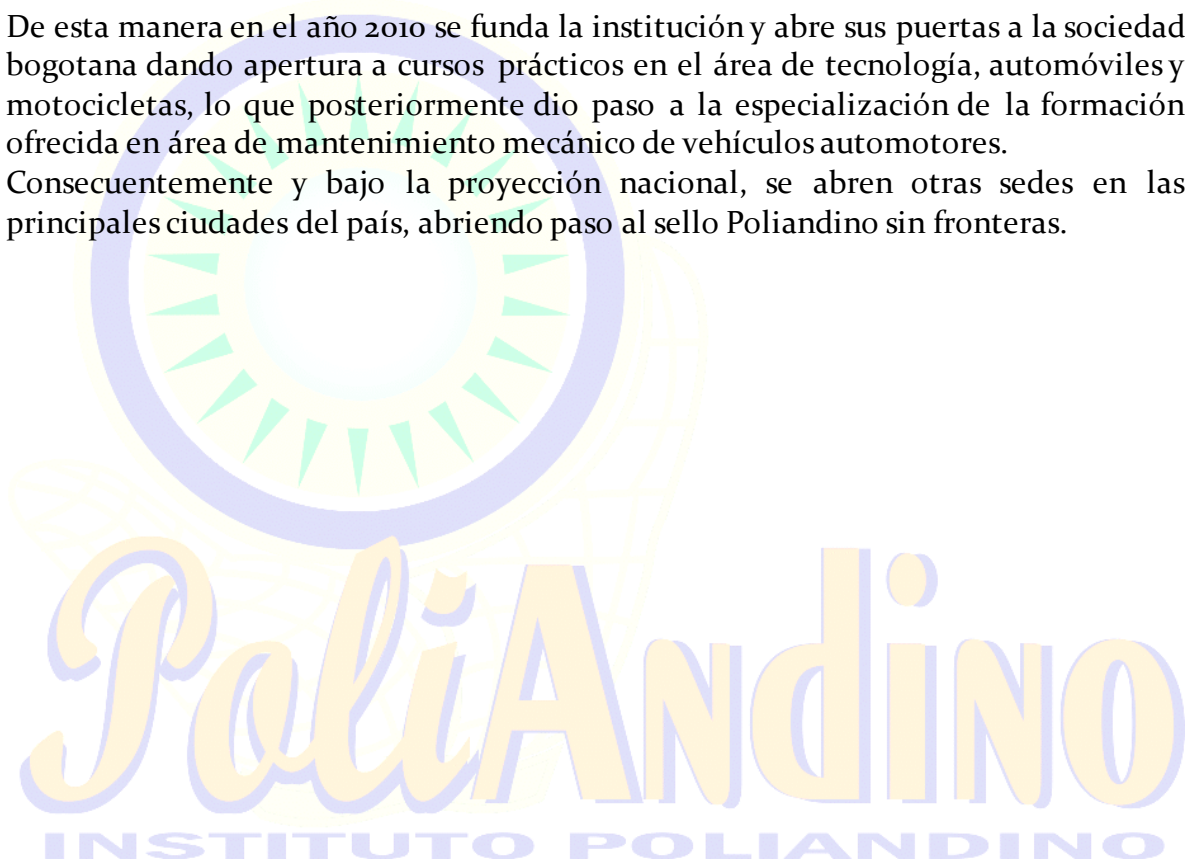 De esta manera en el año 2010 se funda la institución y abre sus puertas a la sociedad
bogotana dando apertura a cursos prácticos en el área de tecnología, automóviles y
motocicletas, lo que posteriormente dio paso a la especialización de la formación
ofrecida en área de mantenimiento mecánico de vehículos automotores.
Consecuentemente y bajo la proyección nacional, se abren otras sedes en las
principales ciudades del país, abriendo paso al sello Poliandino sin fronteras.
PoliAndino
INSTITUTO POLIANDINO